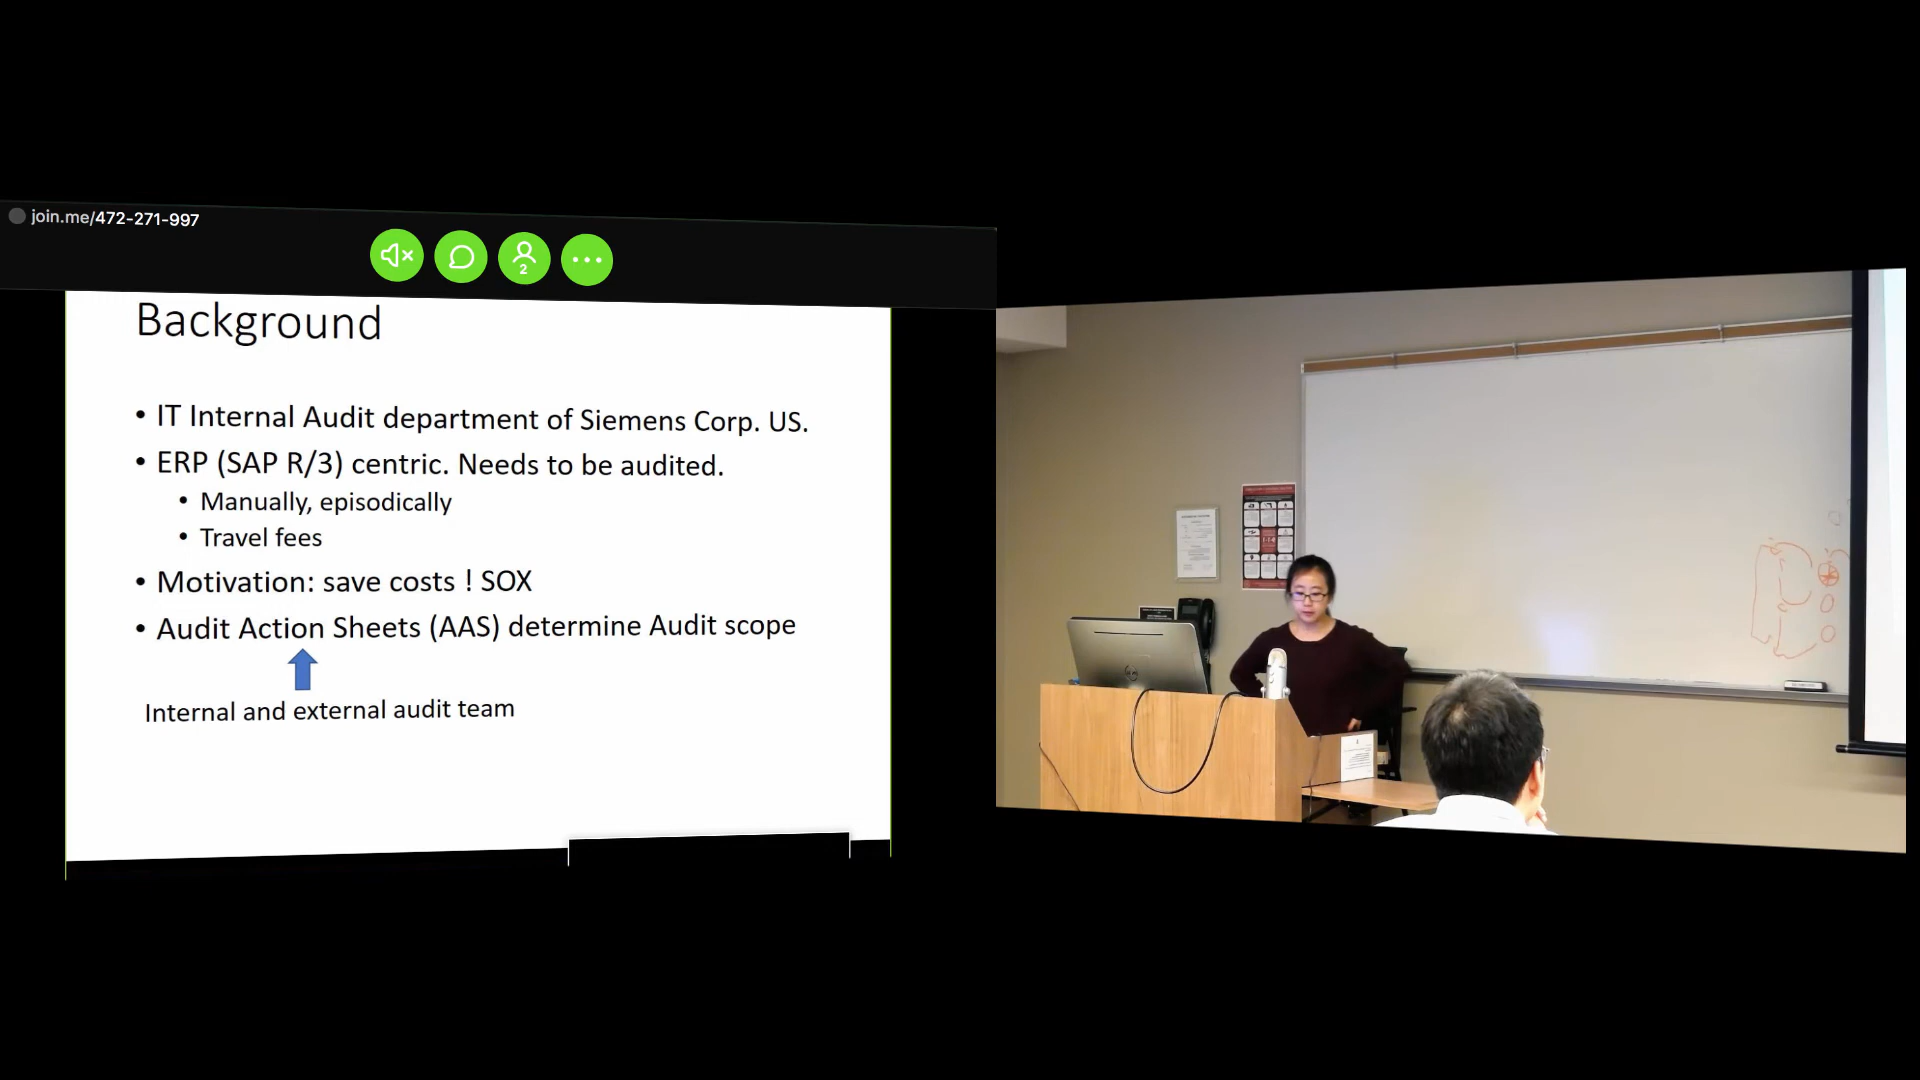 join.me/472-271-997
2
Background
• IT Internal Audit department of Siemens Corp. US.
• ERP (SAP R/3) centric. Needs to be audited.
• Manually, episodically
• Travel fees
• Motivation: save costs ! SOX
• Audit Action Sheets (AAS) determine Audit scope
Internal and external audit team